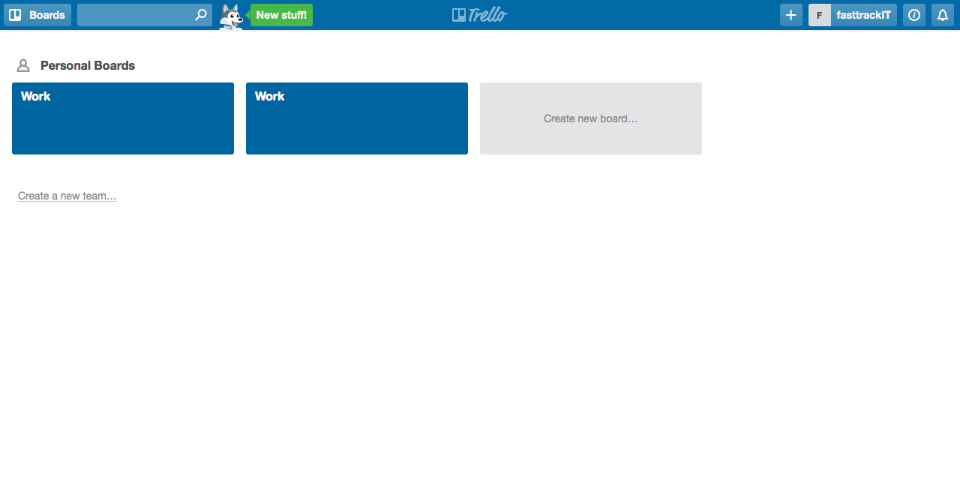 Boards New stuff! Trello F fasttrackIT
Personal Boards
Work Work Create new board…
Create a new team…